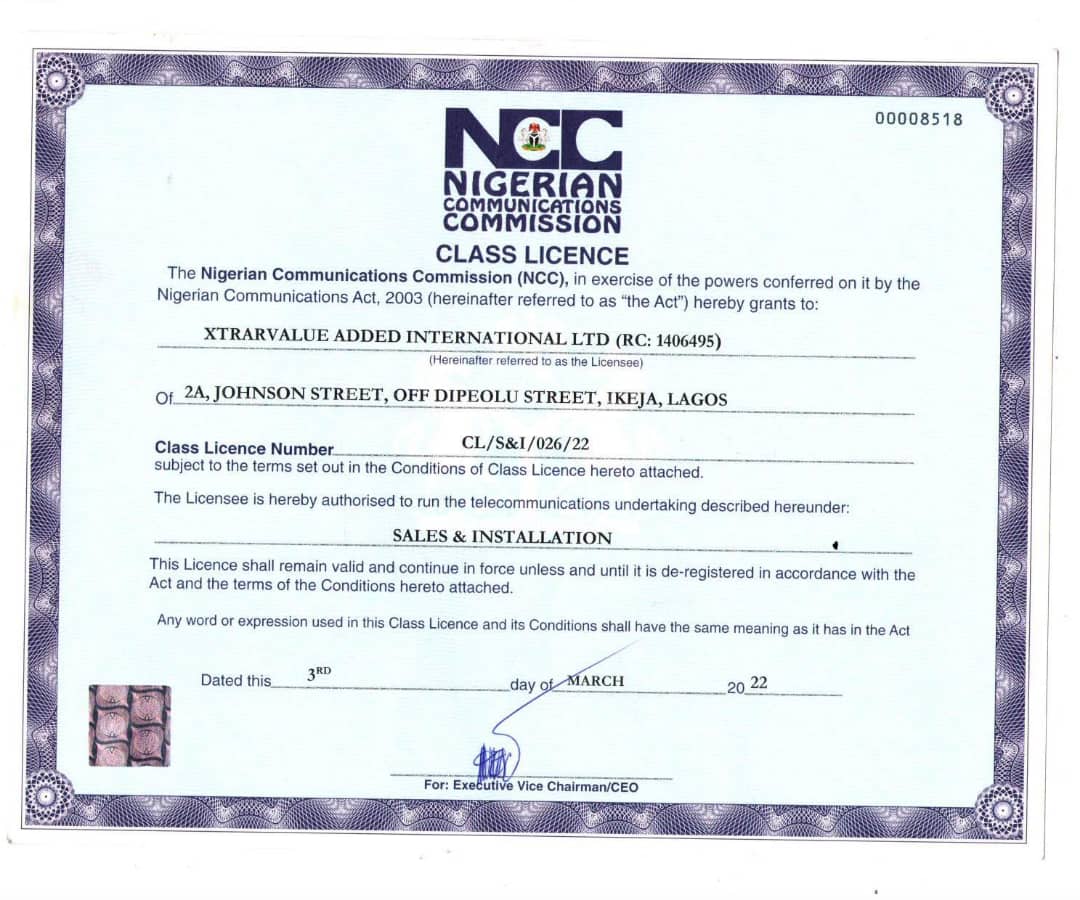 00008518
NCC
NIGERIAN
COMMUNICATIONS
COMMISSION
CLASS LICENCE
The Nigerian Communications Commission (NCC), in exercise of the powers conferred on it by the
Nigerian Communications Act, 2003 (hereinafter referred to as “the Act”) hereby grants to:
XTRARVALUE ADDED INTERNATIONAL LTD (RC: 1406495)
(Hereinafter referred to as the Licensee)
Of 2A, JOHNSON STREET, OFF DIPEOLU STREET, IKEJA, LAGOS
Class Licence Number CL/S&I/026/22
subject to the terms set out in the Conditions of Class Licence hereto attached.
The Licensee is hereby authorised to run the telecommunications undertaking described hereunder:
SALES & INSTALLATION
This Licence shall remain valid and continue in force unless and until it is de-registered in accordance with the
Act and the terms of the Conditions hereto attached.
Any word or expression used in this Class Licence and its Conditions shall have the same meaning as it has in the Act
Dated this 3RD day of MARCH 20 22
For: Executive Vice Chairman/CEO